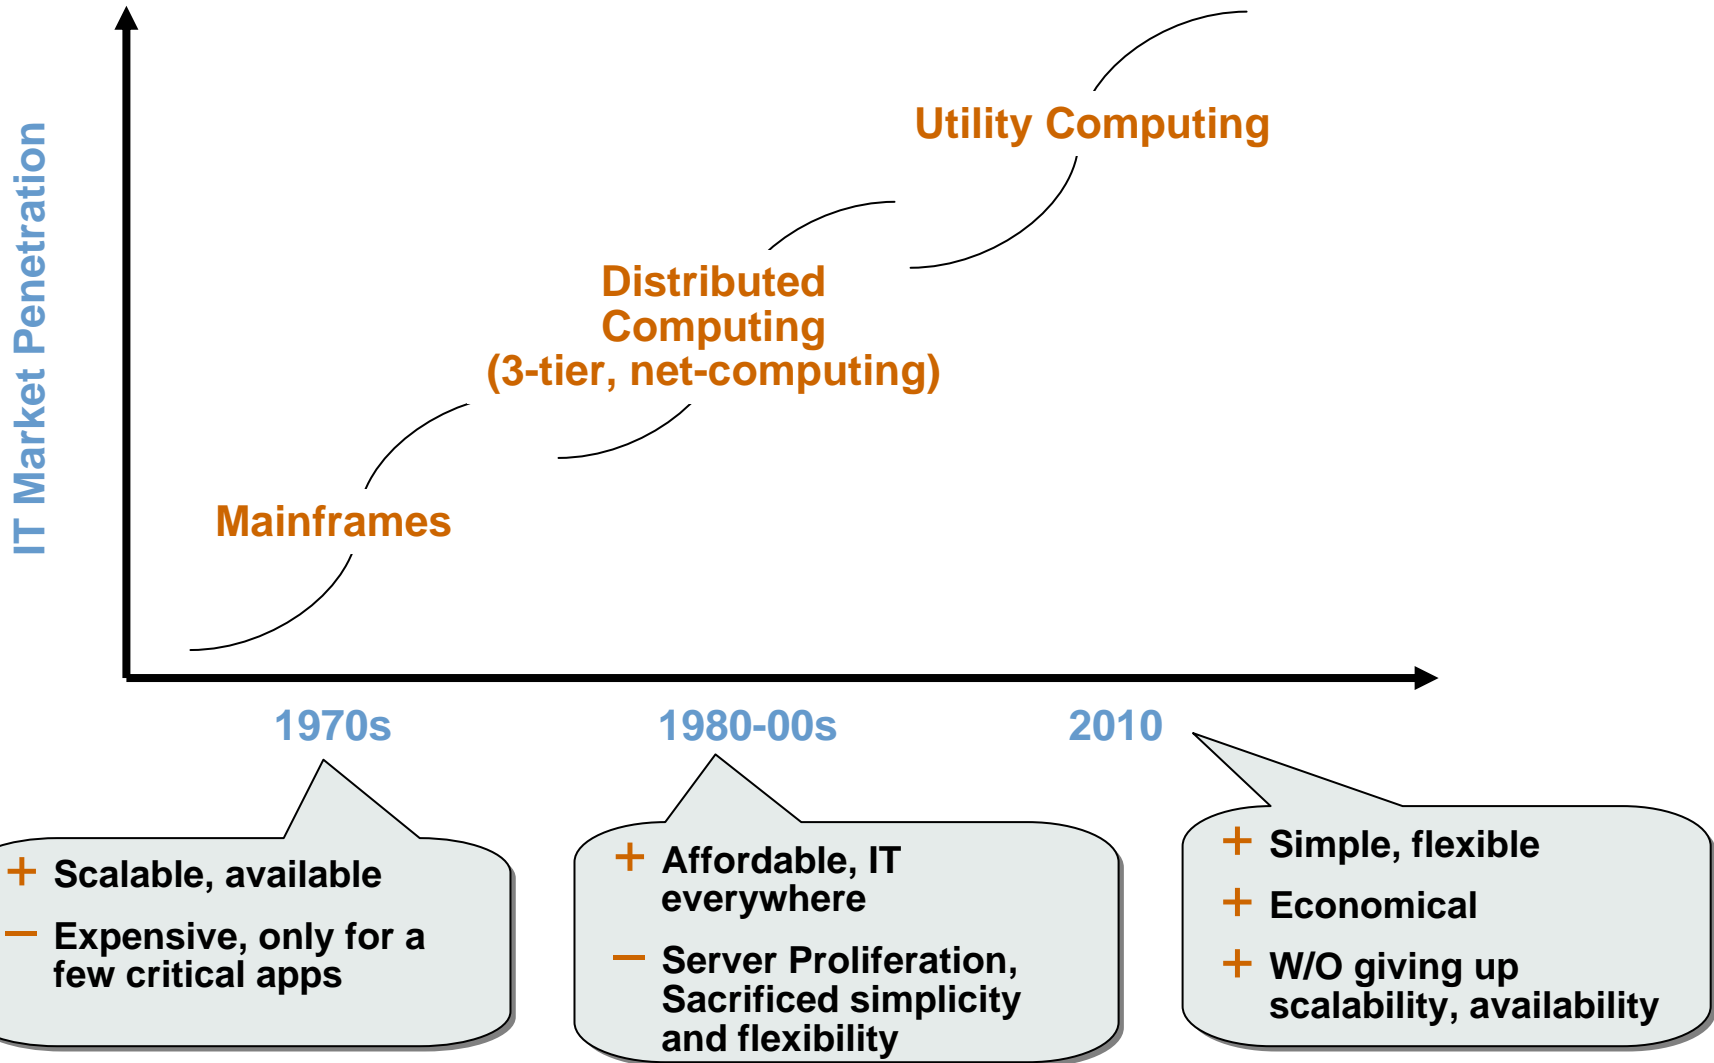 IT Market Penetration
Utility Computing
Distributed
Computing
(3-tier, net-computing)
Mainframes
1970s
1980-00s
2010
+ Scalable, available
– Expensive, only for a
few critical apps
+ Affordable, IT
everywhere
– Server Proliferation,
Sacrificed simplicity
and flexibility
+ Simple, flexible
+ Economical
+ W/O giving up
scalability, availability